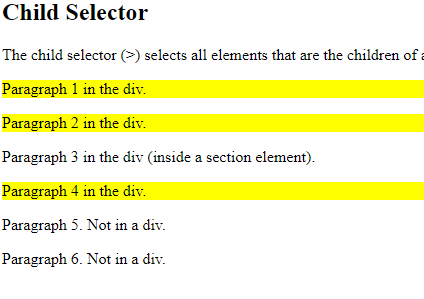 Child Selector
The child selector (>) selects all elements that are the children of
Paragraph 1 in the div.
Paragraph 2 in the div.
Paragraph 3 in the div (inside a section element).
Paragraph 4 in the div.
Paragraph 5. Not in a div.
Paragraph 6. Not in a div.